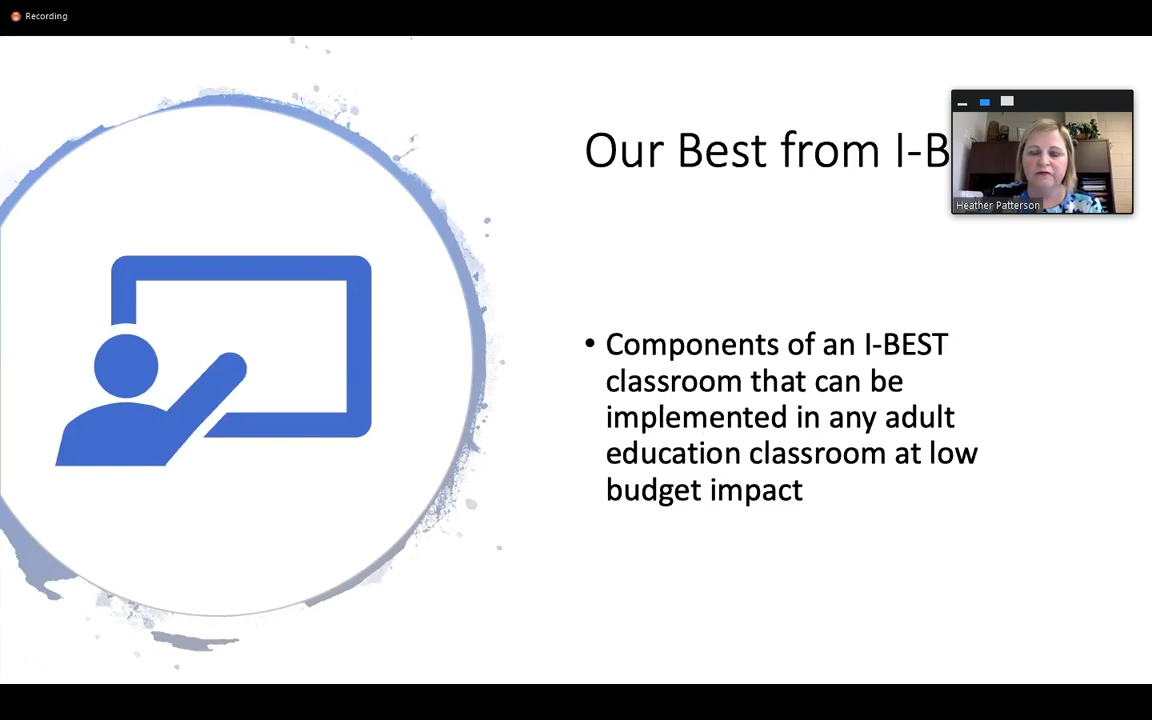 Recording
Our Best from I-B
Heather Patterson
• Components of an I-BEST
classroom that can be
implemented in any adult
education classroom at low
budget impact